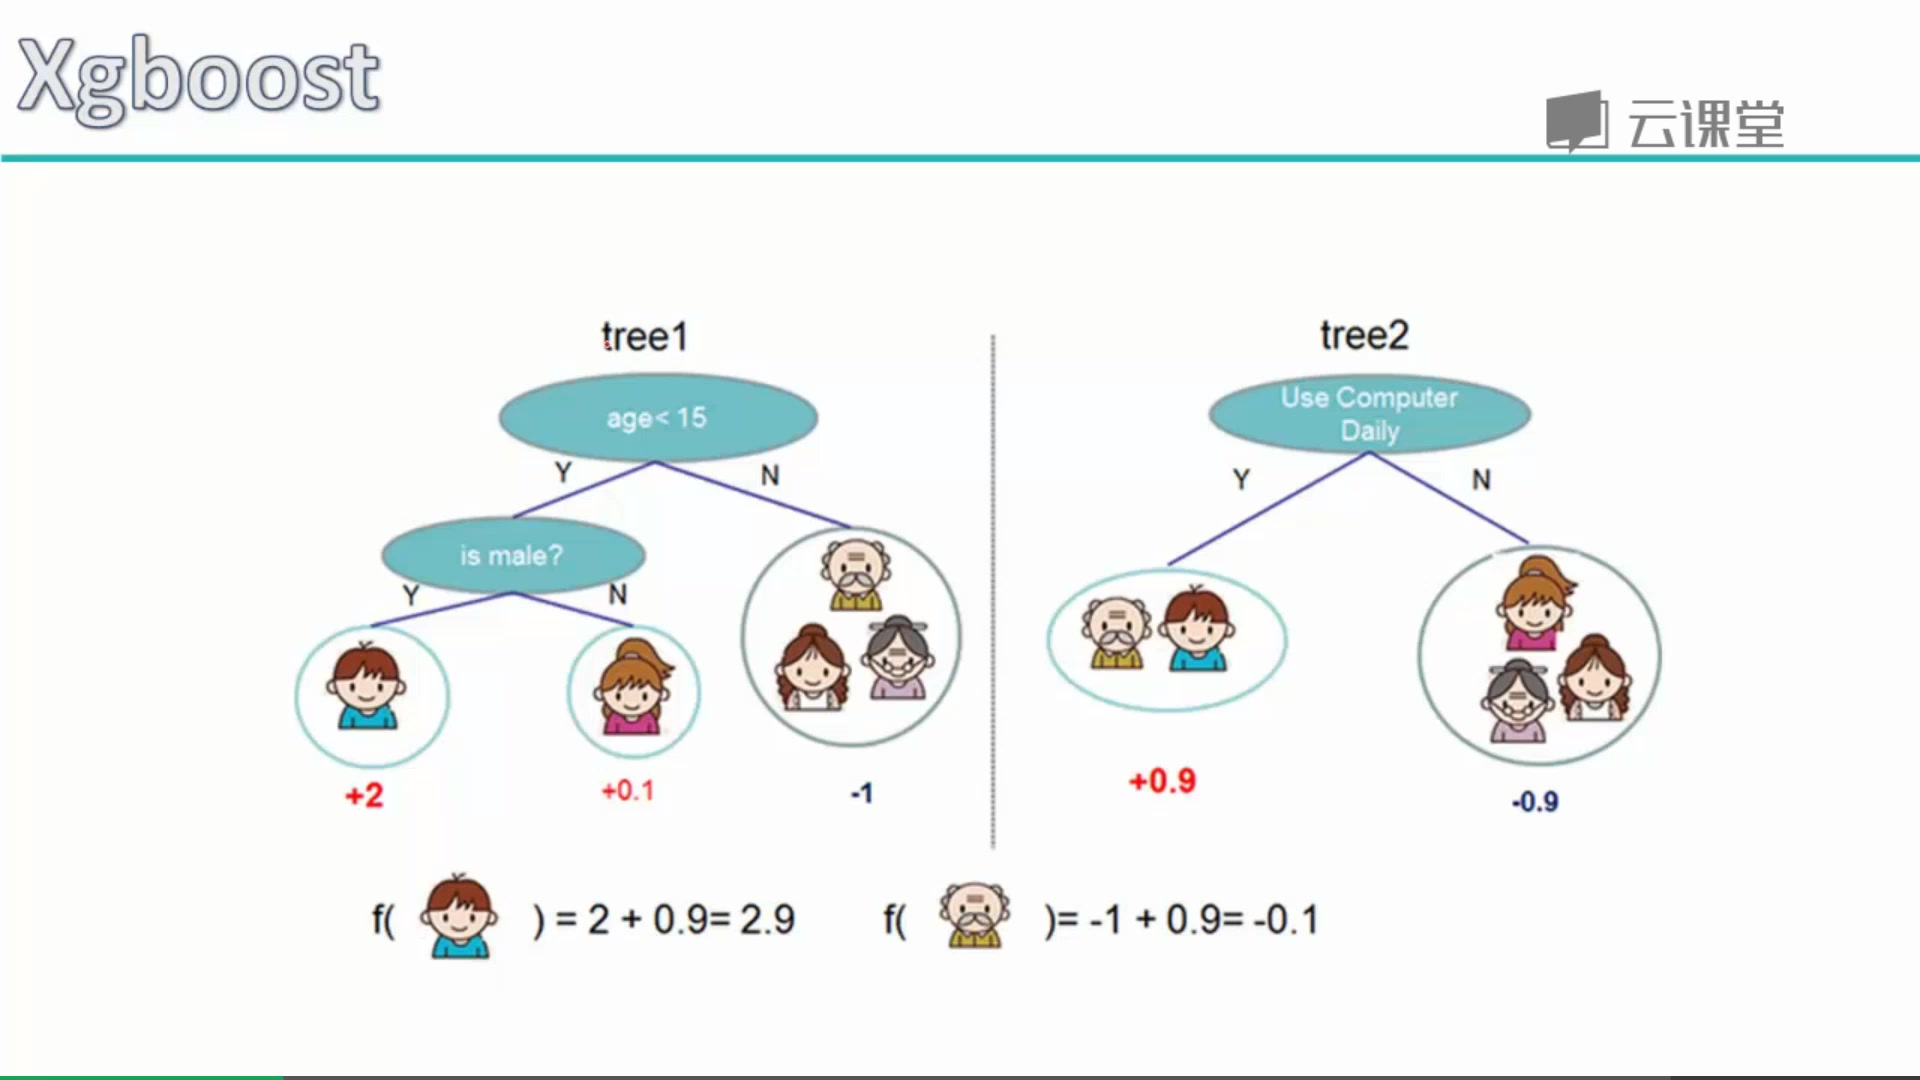 Xgboost
云课堂
tree1
tree2
age< 15
Use Computer
Daily
Y
N
Y
N
is male?
Y
N
+2
+0.1
-1
+0.9
-0.9
f( ) = 2 + 0.9= 2.9
f( )= -1 + 0.9= -0.1